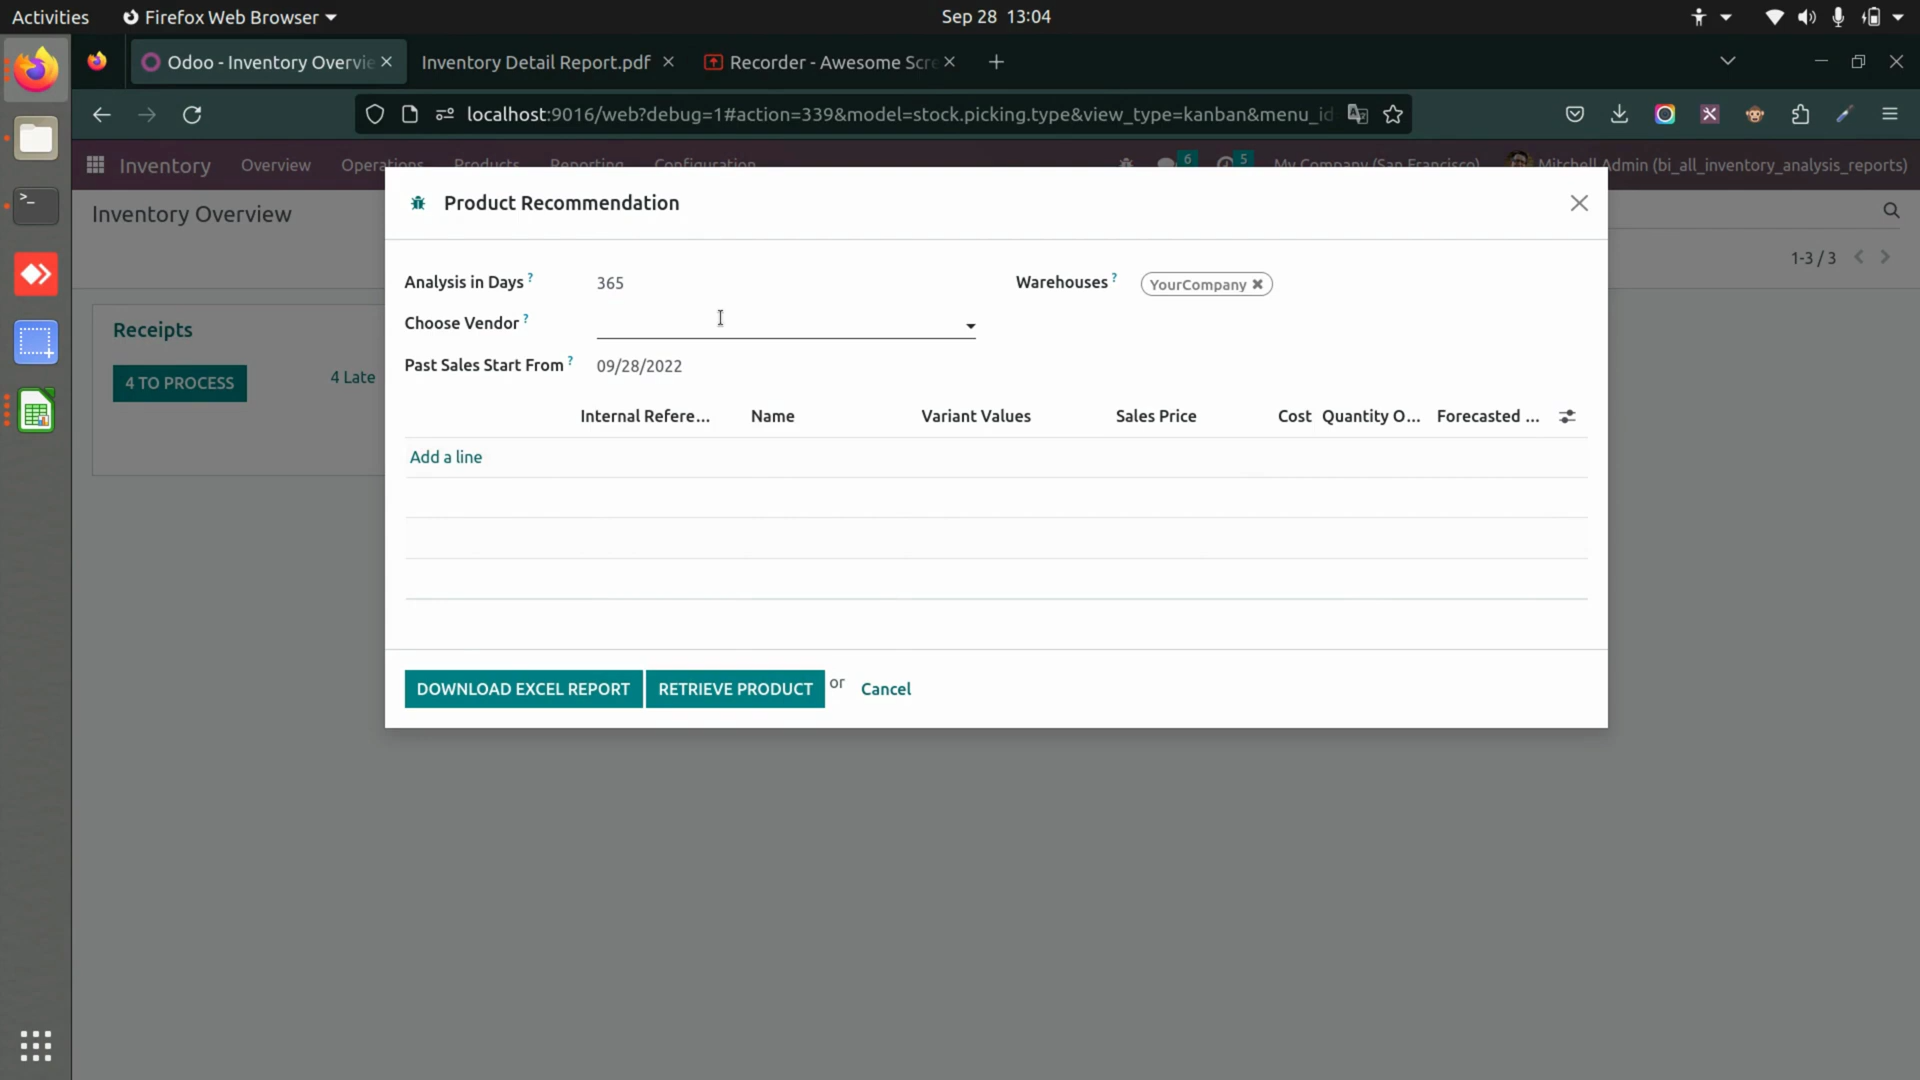 Activities Firefox Web Browser Sep 28 13:04
Odoo - Inventory Overvie Inventory Detail Report.pdf Recorder - Awesome Scre
localhost:9016/web?debug=1#action=339&model=stock.picking.type&view_type=kanban&menu_id
Inventory Overview Operations Products Reporting Configuration 6 5 My Company (San Francisco) Mitchell Admin (bi_all_inventory_analysis_reports)
Inventory Overview
1-3 / 3
Receipts
4 TO PROCESS 4 Late
Product Recommendation
Analysis in Days ? 365 Warehouses ? YourCompany
Choose Vendor ?
Past Sales Start From ? 09/28/2022
Internal Refere... Name Variant Values Sales Price Cost Quantity O... Forecasted ...
Add a line
DOWNLOAD EXCEL REPORT RETRIEVE PRODUCT or Cancel